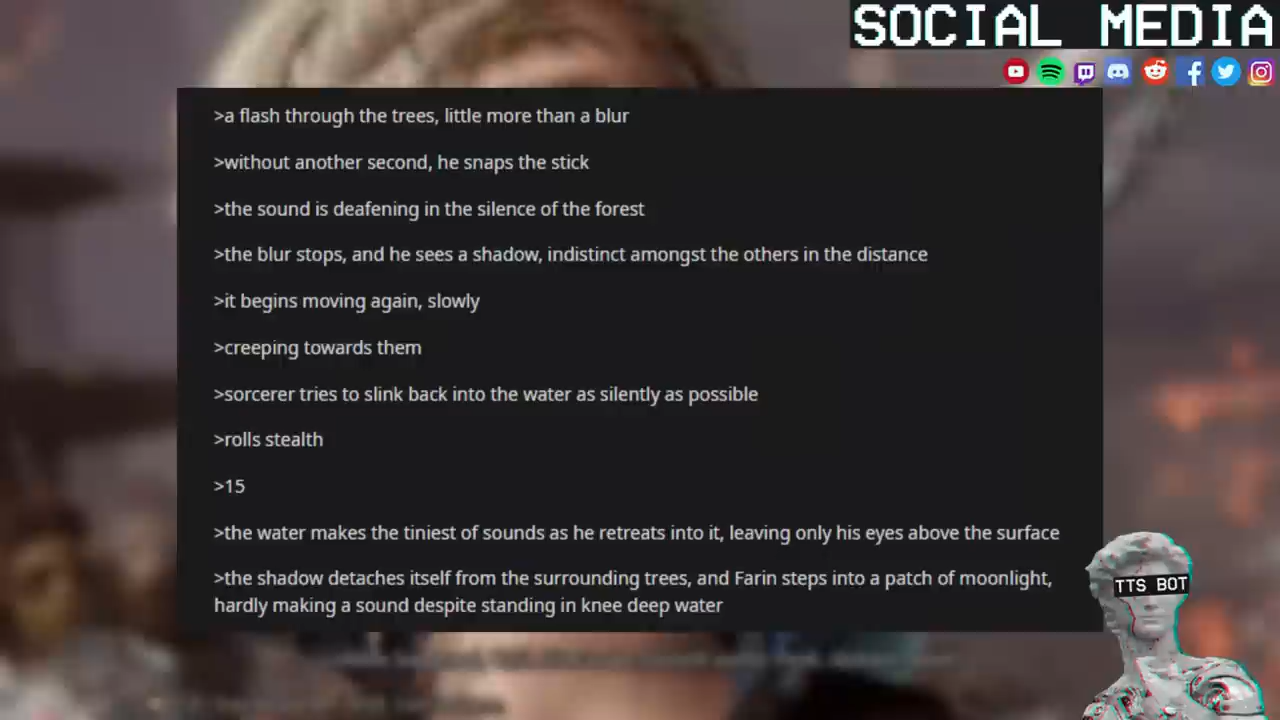 SOCIAL MEDIA
>a flash through the trees, little more than a blur
>without another second, he snaps the stick
>the sound is deafening in the silence of the forest
>the blur stops, and he sees a shadow, indistinct amongst the others in the distance
>it begins moving again, slowly
>creeping towards them
>sorcerer tries to slink back into the water as silently as possible
>rolls stealth
>15
>the water makes the tiniest of sounds as he retreats into it, leaving only his eyes above the surface
>the shadow detaches itself from the surrounding trees, and Farin steps into a patch of moonlight,
hardly making a sound despite standing in knee deep water
TTS BOT